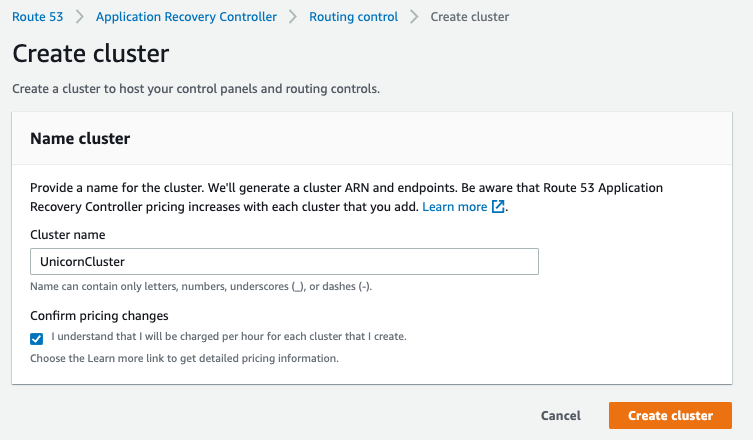 Route 53 > Application Recovery Controller > Routing control > Create cluster
Create cluster
Create a cluster to host your control panels and routing controls.
Name cluster
Provide a name for the cluster. We'll generate a cluster ARN and endpoints. Be aware that Route 53 Application
Recovery Controller pricing increases with each cluster that you add. Learn more.
Cluster name
UnicornCluster
Name can contain only letters, numbers, underscores (_), or dashes (-).
Confirm pricing changes
I understand that I will be charged per hour for each cluster that I create.
Choose the Learn more link to get detailed pricing information.
Cancel Create cluster